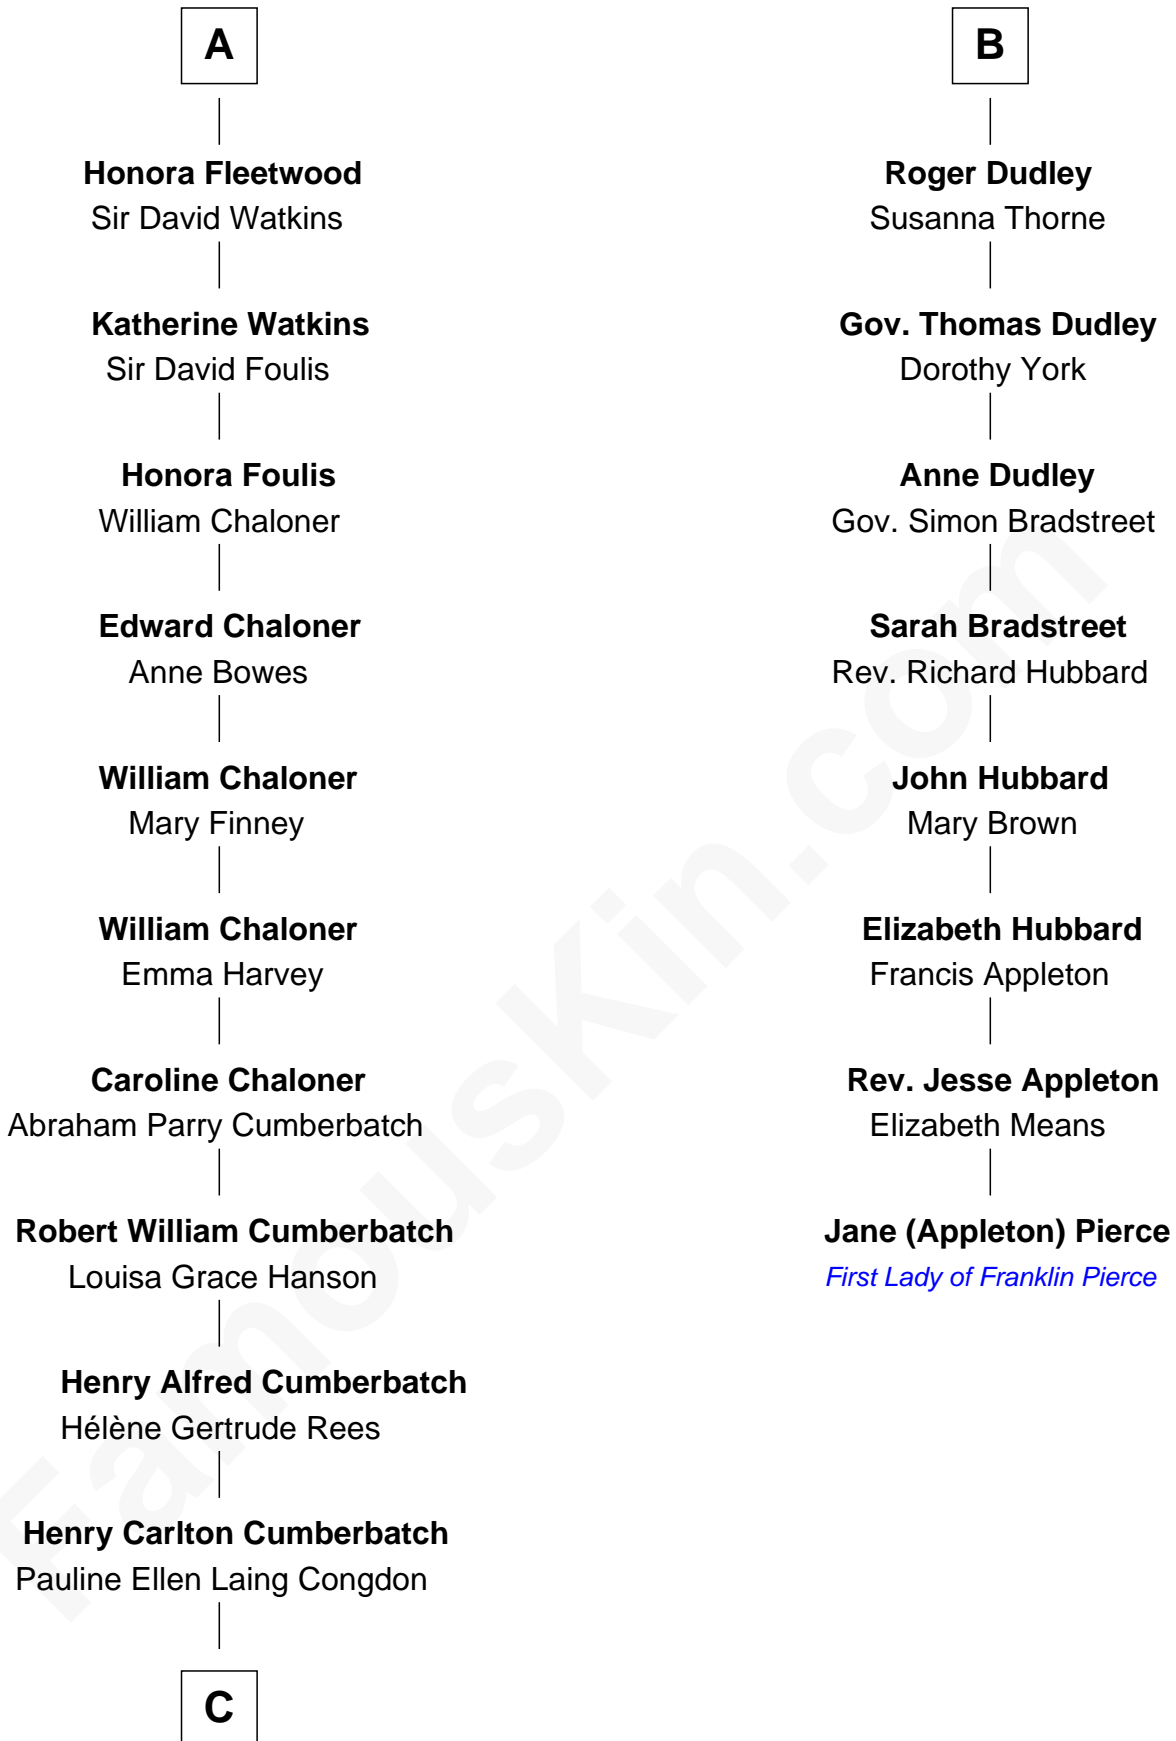 A
Honora Fleetwood
Sir David Watkins
Katherine Watkins
Sir David Foulis
Honora Foulis
William Chaloner
Edward Chaloner
Anne Bowes
William Chaloner
Mary Finney
William Chaloner
Emma Harvey
Caroline Chaloner
Abraham Parry Cumberbatch
Robert William Cumberbatch
Louisa Grace Hanson
Henry Alfred Cumberbatch
Hélène Gertrude Rees
Henry Carlton Cumberbatch
Pauline Ellen Laing Congdon
C
B
Roger Dudley
Susanna Thorne
Gov. Thomas Dudley
Dorothy York
Anne Dudley
Gov. Simon Bradstreet
Sarah Bradstreet
Rev. Richard Hubbard
John Hubbard
Mary Brown
Elizabeth Hubbard
Francis Appleton
Rev. Jesse Appleton
Elizabeth Means
Jane (Appleton) Pierce
First Lady of Franklin Pierce
FamousKin.com